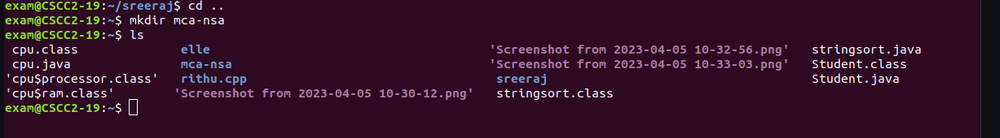 exam@CSCC2-19:~/sreeraj$ cd ..
exam@CSCC2-19:~$ mkdir mca-nsa
exam@CSCC2-19:~$ ls
 cpu.class              elle                                       'Screenshot from 2023-04-05 10-32-56.png'   stringsort.java
 cpu.java               mca-nsa                                    'Screenshot from 2023-04-05 10-33-03.png'   Student.class
'cpu$processor.class'   rithu.cpp                                   sreeraj                                    Student.java
'cpu$ram.class'        'Screenshot from 2023-04-05 10-30-12.png'    stringsort.class
exam@CSCC2-19:~$